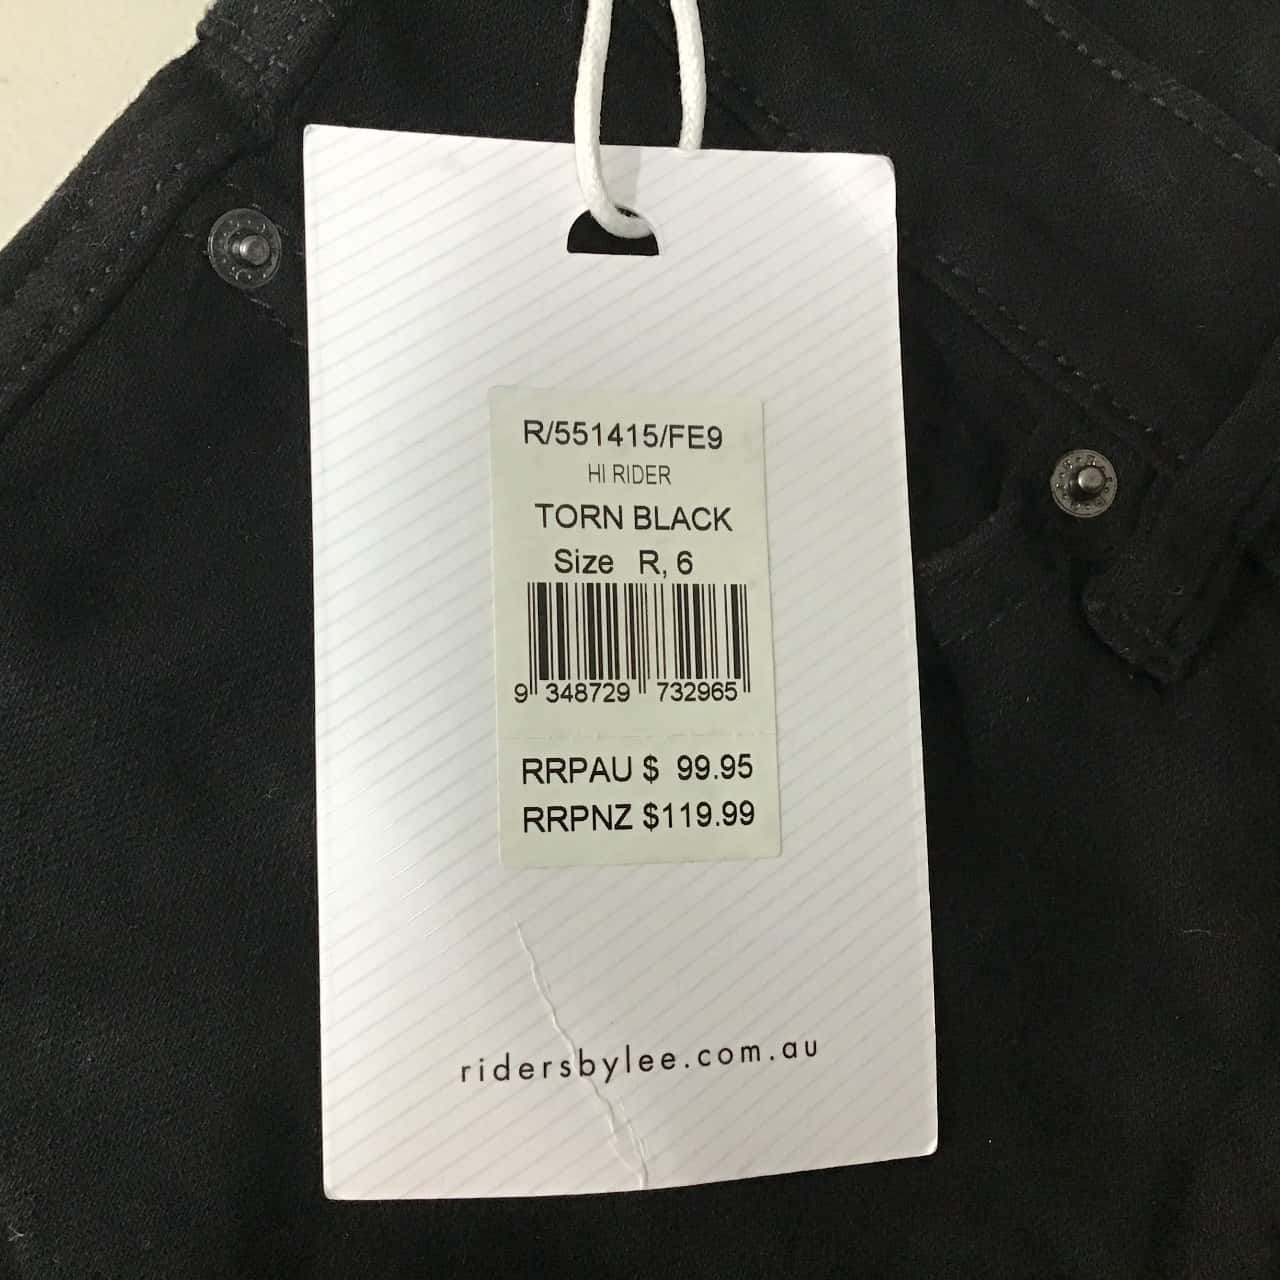 R/551415/FE9
HI RIDER
TORN BLACK
Size R, 6
9 348729 732965
RRPAU $ 99.95
RRPNZ $119.99
ridersbylee.com.au